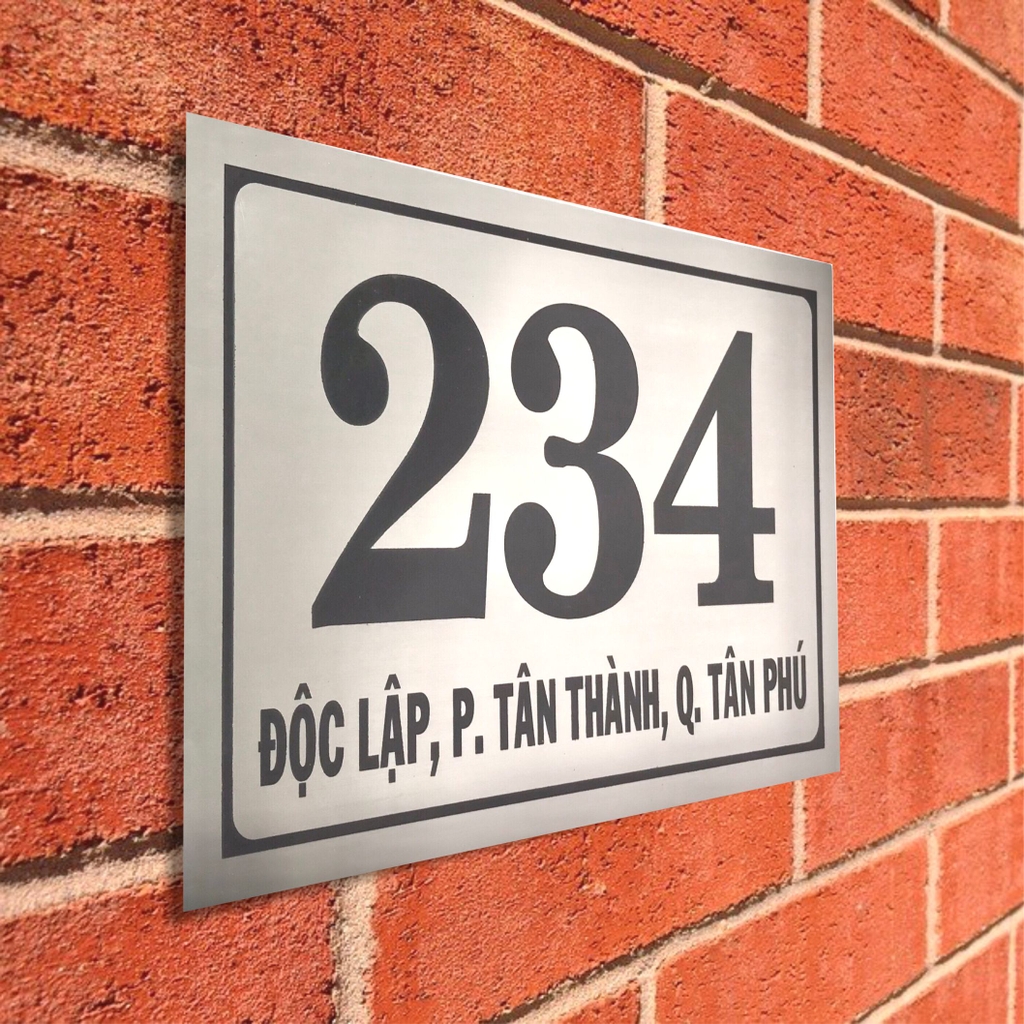 234
ĐỘC LẬP, P. TÂN THÀNH, Q. TÂN PHÚ